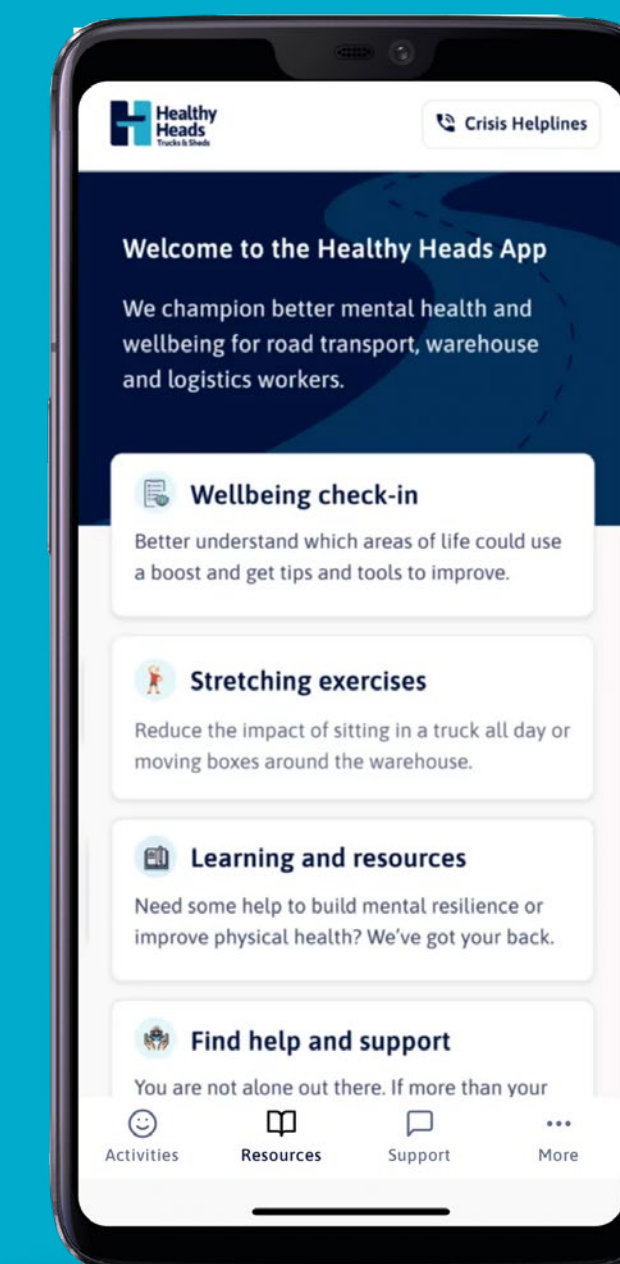 Healthy
Heads
Trucks & Sheds
Crisis Helplines
Welcome to the Healthy Heads App
We champion better mental health and
wellbeing for road transport, warehouse
and logistics workers.
Wellbeing check-in
Better understand which areas of life could use
a boost and get tips and tools to improve.
Stretching exercises
Reduce the impact of sitting in a truck all day or
moving boxes around the warehouse.
Learning and resources
Need some help to build mental resilience or
improve physical health? We’ve got your back.
Find help and support
You are not alone out there. If more than your
Activities
Resources
Support
More